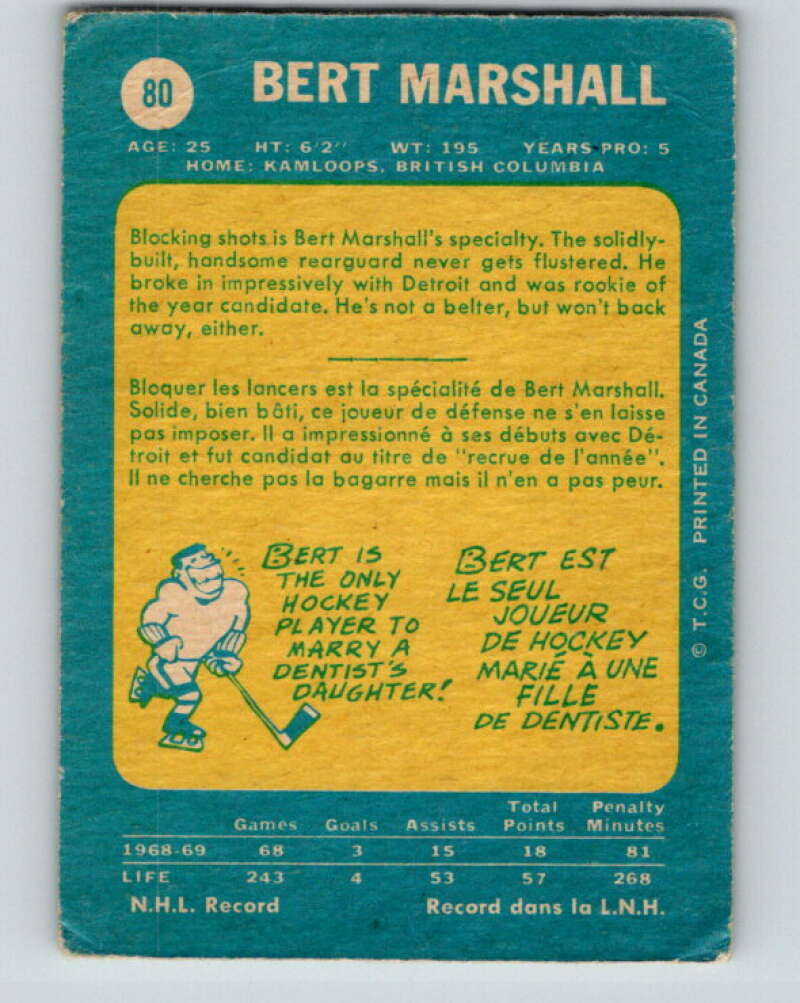 80
BERT MARSHALL
AGE: 25 HT: 6'2" WT: 195 YEARS PRO: 5
HOME: KAMLOOPS, BRITISH COLUMBIA
Blocking shots is Bert Marshall's specialty. The solidly-
built, handsome rearguard never gets flustered. He
broke in impressively with Detroit and was rookie of
the year candidate. He's not a belter, but won't back
away, either.
Bloquer les lancers est la spécialité de Bert Marshall.
Solide, bien bâti, ce joueur de défense ne s'en laisse
pas imposer. Il a impressionné à ses débuts avec Dé-
troit et fut candidat au titre de "recrue de l'année".
Il ne cherche pas la bagarre mais il n'en a pas peur.
BERT IS
THE ONLY
HOCKEY
PLAYER TO
MARRY A
DENTIST'S
DAUGHTER!
BERT EST
LE SEUL
JOUEUR
DE HOCKEY
MARIÉ À UNE
FILLE
DE DENTISTE.
© T.C.G. PRINTED IN CANADA
Games Goals Assists Total Points Penalty Minutes
1968-69 68 3 15 18 81
LIFE 243 4 53 57 268
N.H.L. Record Record dans la L.N.H.